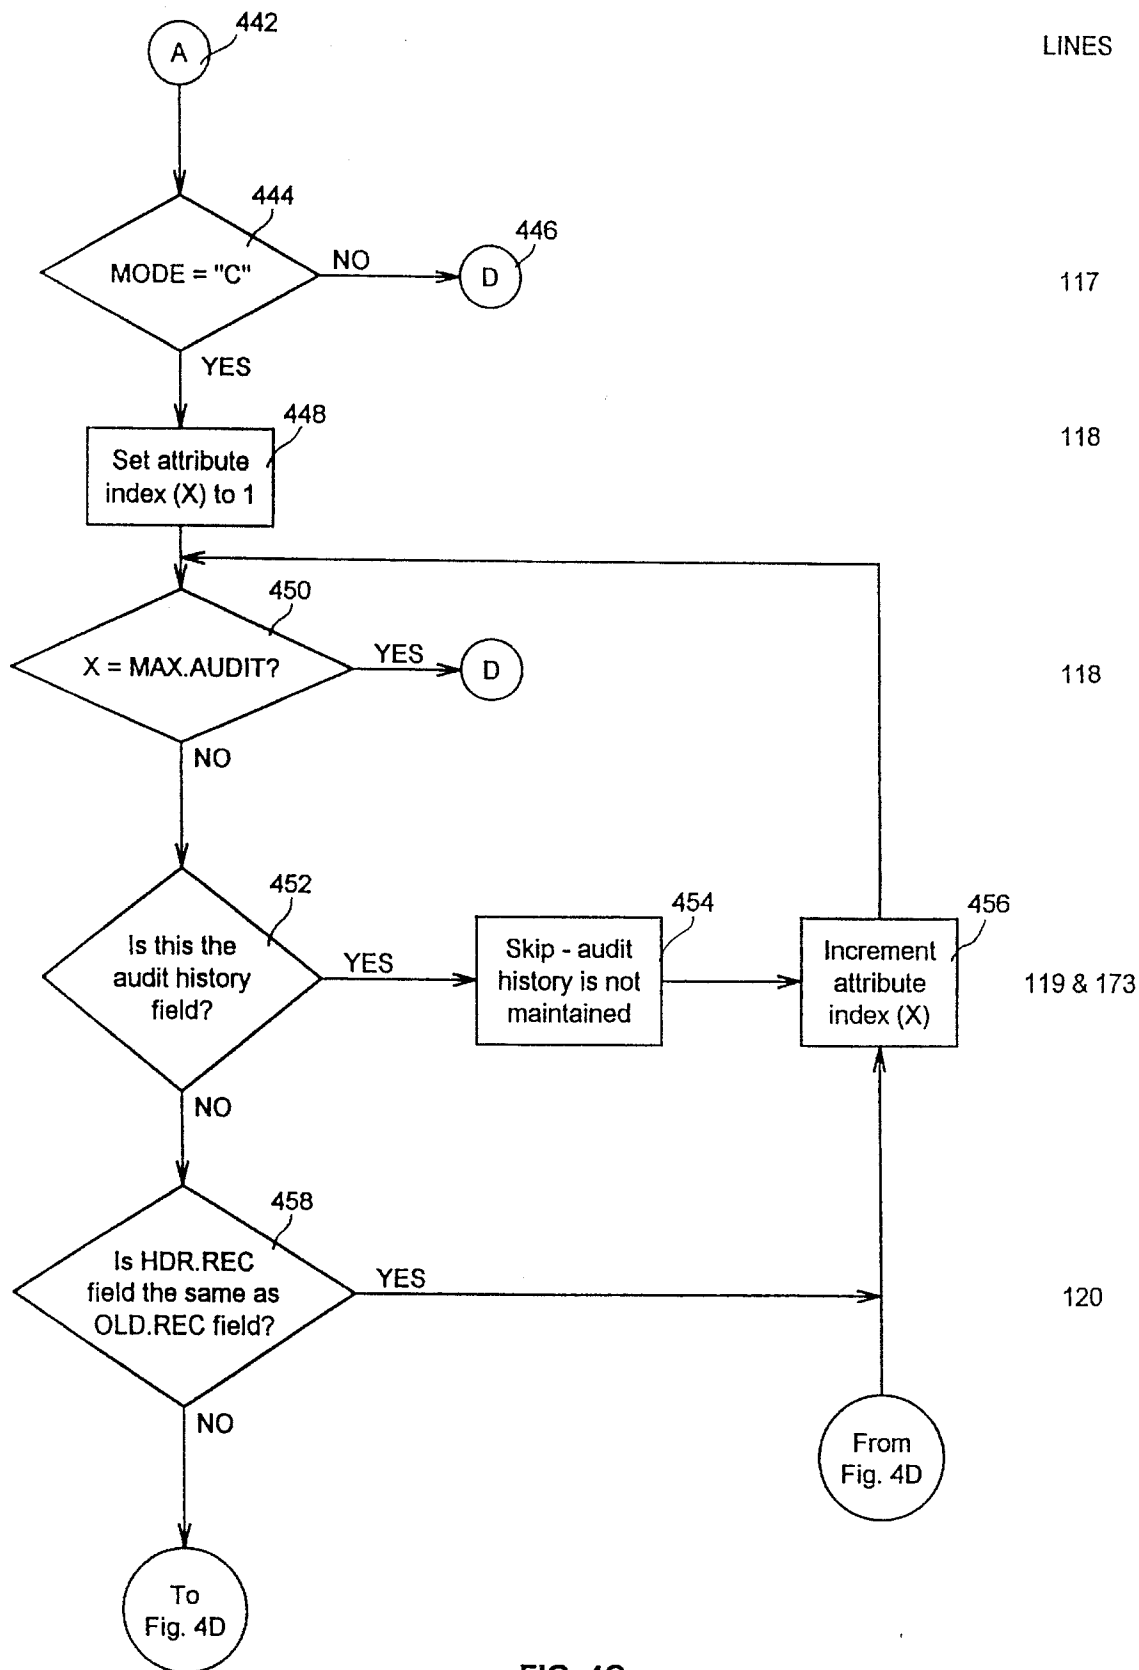 442
LINES
A
444
446
NO
MODE = "C"
D
117
YES
448
118
Set attribute
index (X) to 1
450
YES
X = MAX.AUDIT?
D
118
NO
452
454
456
Is this the
audit history
field?
YES
Skip - audit
history is not
maintained
Increment
attribute
index (X)
119 & 173
NO
458
Is HDR.REC
field the same as
OLD.REC field?
YES
120
NO
From
Fig. 4D
To
Fig. 4D